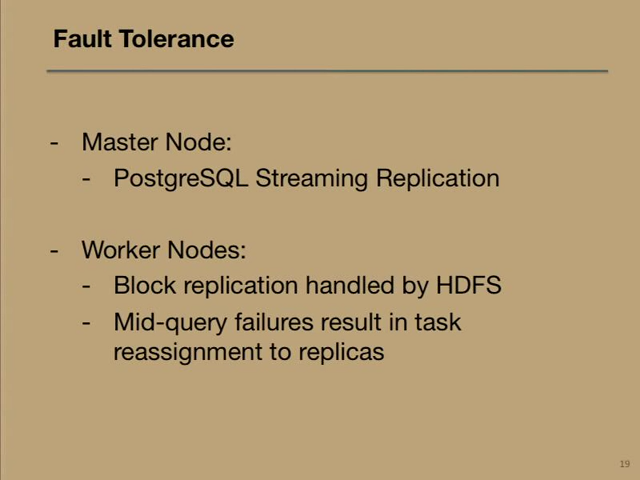 Fault Tolerance
- Master Node:
- PostgreSQL Streaming Replication
- Worker Nodes:
- Block replication handled by HDFS
- Mid-query failures result in task
reassignment to replicas
19